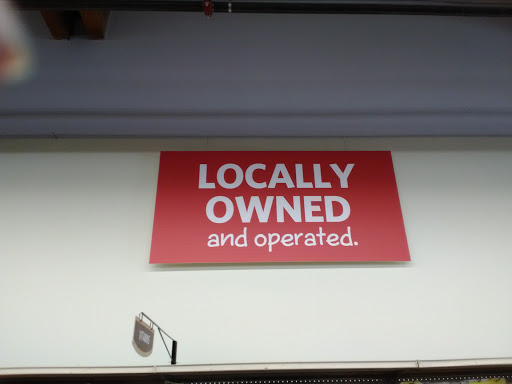 LOCALLY
OWNED
and operated.